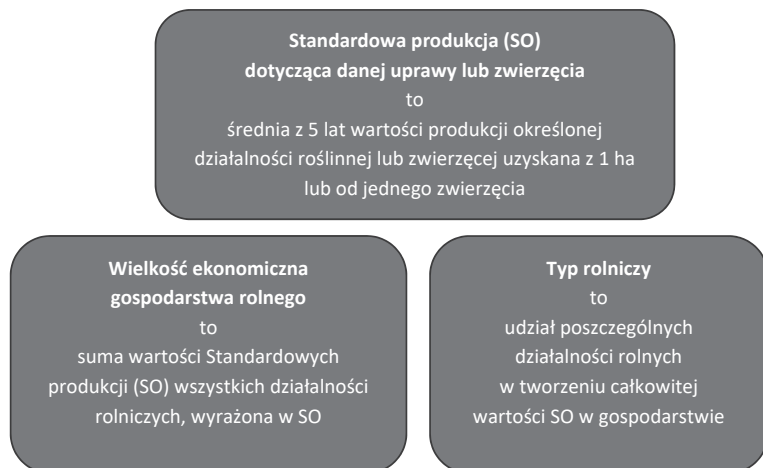 Standardowa produkcja (SO)
dotycząca danej uprawy lub zwierzęcia
to
średnia z 5 lat wartości produkcji określonej
działalności roślinnej lub zwierzęcej uzyskana z 1 ha
lub od jednego zwierzęcia
Wielkość ekonomiczna
gospodarstwa rolnego
to
suma wartości Standardowych
produkcji (SO) wszystkich działalności
rolniczych, wyrażona w SO
Typ rolniczy
to
udział poszczególnych
działalności rolnych
w tworzeniu całkowitej
wartości SO w gospodarstwie